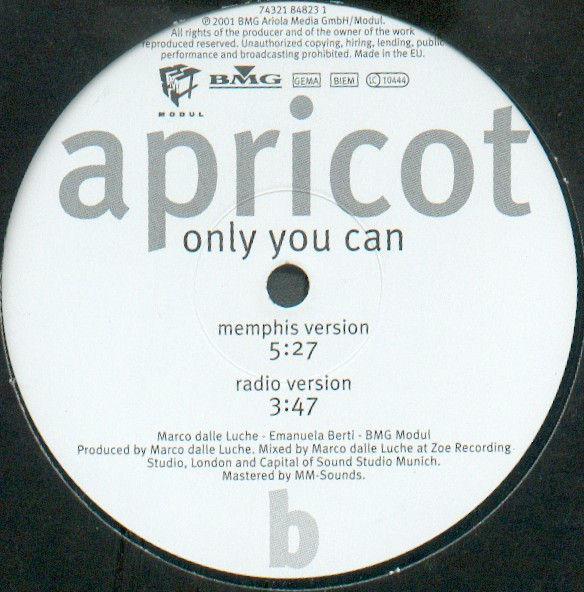 74321 84823 1
℗ 2001 BMG Ariola Media GmbH/Modul.
All rights of the producer and of the owner of the work
reproduced reserved. Unauthorized copying, hiring, lending, public
performance and broadcasting prohibited. Made in the EU.
MODUL BMG GEMA BIEM LC 10444
apricot
only you can
memphis version
5:27
radio version
3:47
Marco dalle Luche - Emanuela Berti - BMG Modul
Produced by Marco dalle Luche. Mixed by Marco dalle Luche at Zoe Recording
Studio, London and Capital of Sound Studio Munich.
Mastered by MM-Sounds.
b